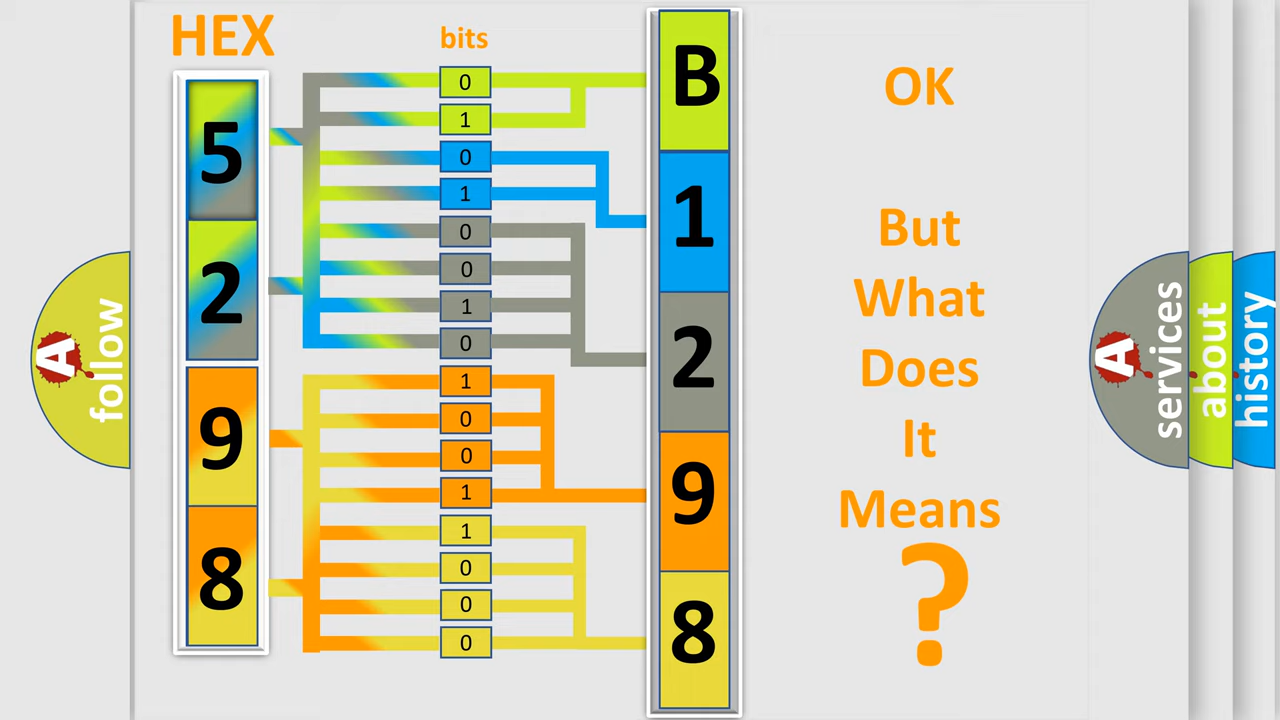 HEX
bits
5
2
9
8
0
1
0
1
0
0
1
0
1
0
0
1
1
0
0
0
B
1
2
9
8
OK
But
What
Does
It
Means
?
A
follow
A
services
about
history